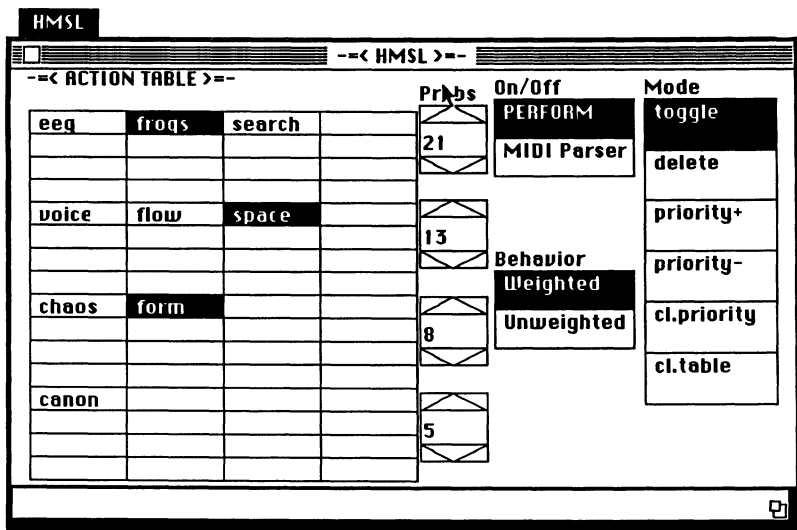 HMSL
-=< HMSL >=-
-=< ACTION TABLE >=-
Probs
On/Off
Mode
eeg
frogs
search
21
PERFORM
MIDI Parser
toggle
delete
voice
flow
space
13
priority+
Behavior
priority-
Weighted
Unweighted
chaos
form
8
cl.priority
cl.table
canon
5